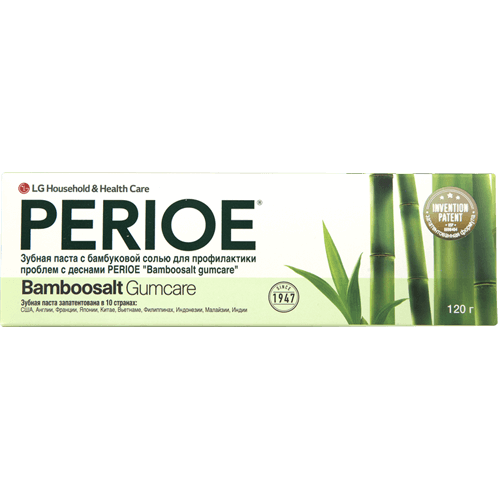 LG Household & Health Care
PERIOE®
Зубная паста с бамбуковой солью для профилактики
проблем с деснами PERIOE "Bamboosalt gumcare"
Bamboosalt Gumcare
Зубная паста запатентована в 10 странах:
США, Англии, Франции, Японии, Китае, Вьетнаме, Филиппинах, Индонезии, Малайзии, Индии
SINCE
1947
INVENTION
PATENT
запатентованная формула
120 г